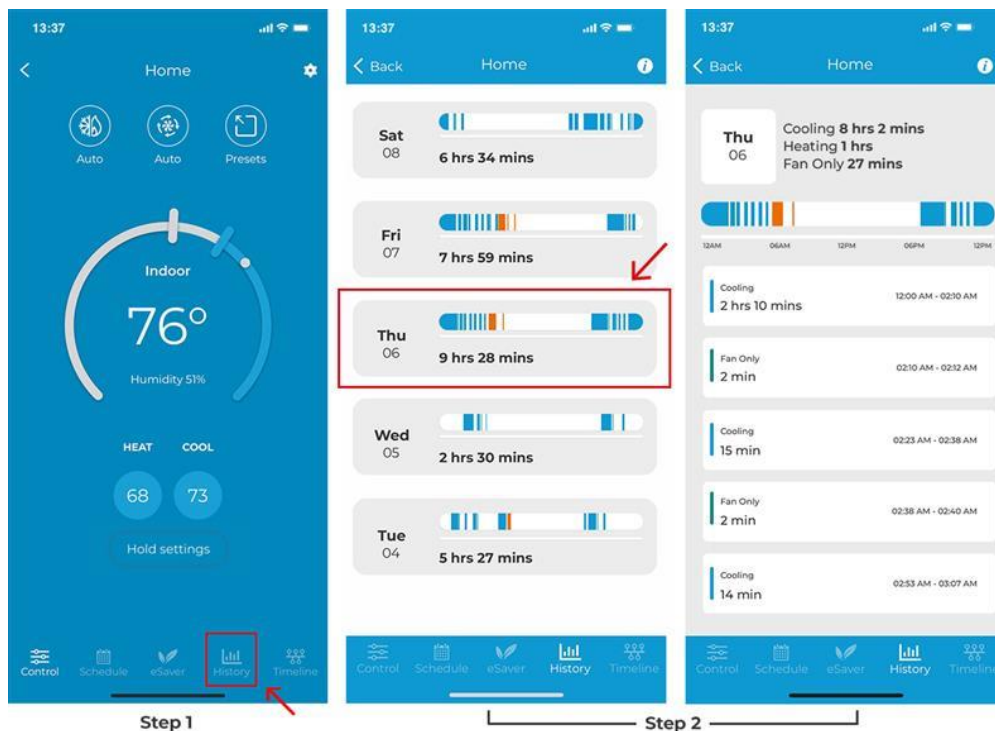 13:37
Home
Auto
Auto
Presets
Indoor
76°
Humidity 51%
HEAT COOL
68 73
Hold settings
Control Schedule eSaver History Timeline
Step 1
13:37
Back Home i
Sat
08
6 hrs 34 mins
Fri
07
7 hrs 59 mins
Thu
06
9 hrs 28 mins
Wed
05
2 hrs 30 mins
Tue
04
5 hrs 27 mins
Control Schedule eSaver History Timeline
13:37
Back Home i
Thu
06
Cooling 8 hrs 2 mins
Heating 1 hrs
Fan Only 27 mins
12AM 06AM 12PM 06PM 12PM
Cooling
2 hrs 10 mins
12:00 AM - 02:10 AM
Fan Only
2 min
02:10 AM - 02:12 AM
Cooling
15 min
02:23 AM - 02:38 AM
Fan Only
2 min
02:38 AM - 02:40 AM
Cooling
14 min
02:53 AM - 03:07 AM
Control Schedule eSaver History Timeline
Step 2